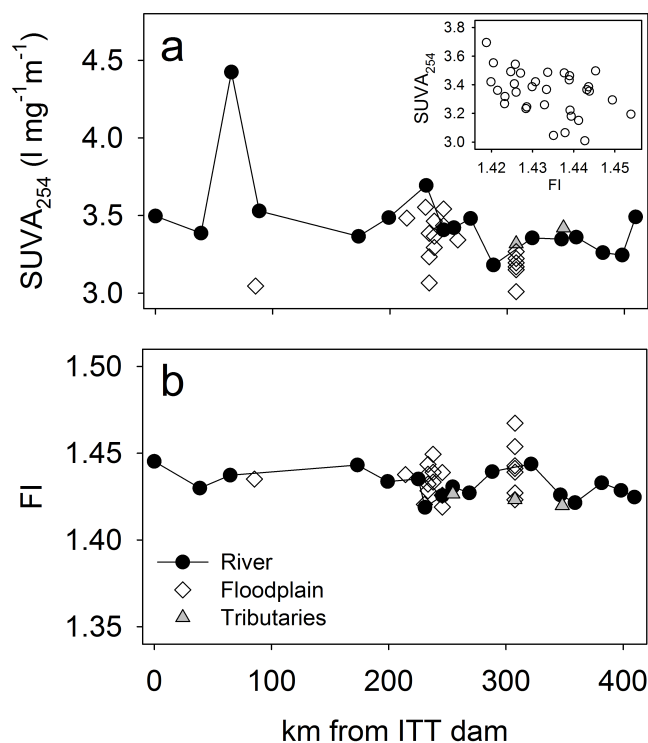 a
SUVA254 (l mg-1m-1)
4.5
4.0
3.5
3.0
SUVA254
3.8
3.6
3.4
3.2
3.0
1.42 1.43 1.44 1.45
FI
b
FI
1.50
1.45
1.40
1.35
River
Floodplain
Tributaries
0 100 200 300 400
km from ITT dam